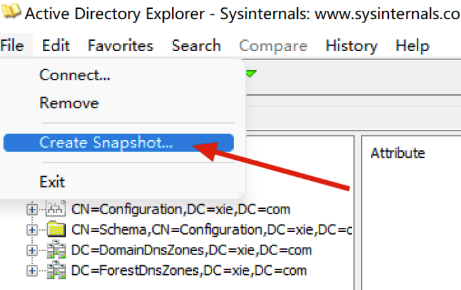 Active Directory Explorer - Sysinternals: www.sysinternals.co
File Edit Favorites Search Compare History Help
Connect...
Remove
Create Snapshot...
Attribute
Exit
CN=Configuration,DC=xie,DC=com
CN=Schema,CN=Configuration,DC=xie,DC=c
DC=DomainDnsZones,DC=xie,DC=com
DC=ForestDnsZones,DC=xie,DC=com